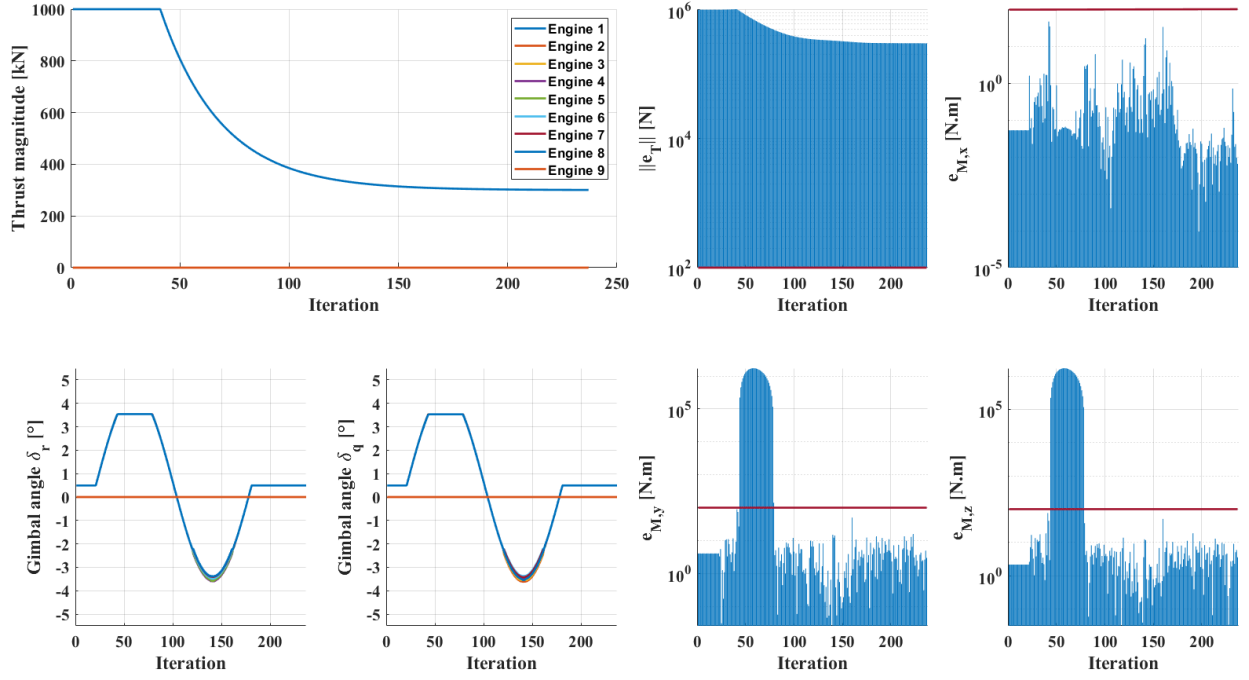 1000
800
600
400
200
0
Thrust magnitude [kN]
0 50 100 150 200 250
Iteration
Engine 1
Engine 2
Engine 3
Engine 4
Engine 5
Engine 6
Engine 7
Engine 8
Engine 9
10^6
10^4
10^2
||e_T|| [N]
0 50 100 150 200
Iteration
10^0
10^-5
e_M,x [N.m]
0 50 100 150 200
Iteration
5
4
3
2
1
0
-1
-2
-3
-4
-5
Gimbal angle δ_r [°]
0 50 100 150 200
Iteration
5
4
3
2
1
0
-1
-2
-3
-4
-5
Gimbal angle δ_q [°]
0 50 100 150 200
Iteration
10^5
10^0
e_M,y [N.m]
0 50 100 150 200
Iteration
10^5
10^0
e_M,z [N.m]
0 50 100 150 200
Iteration